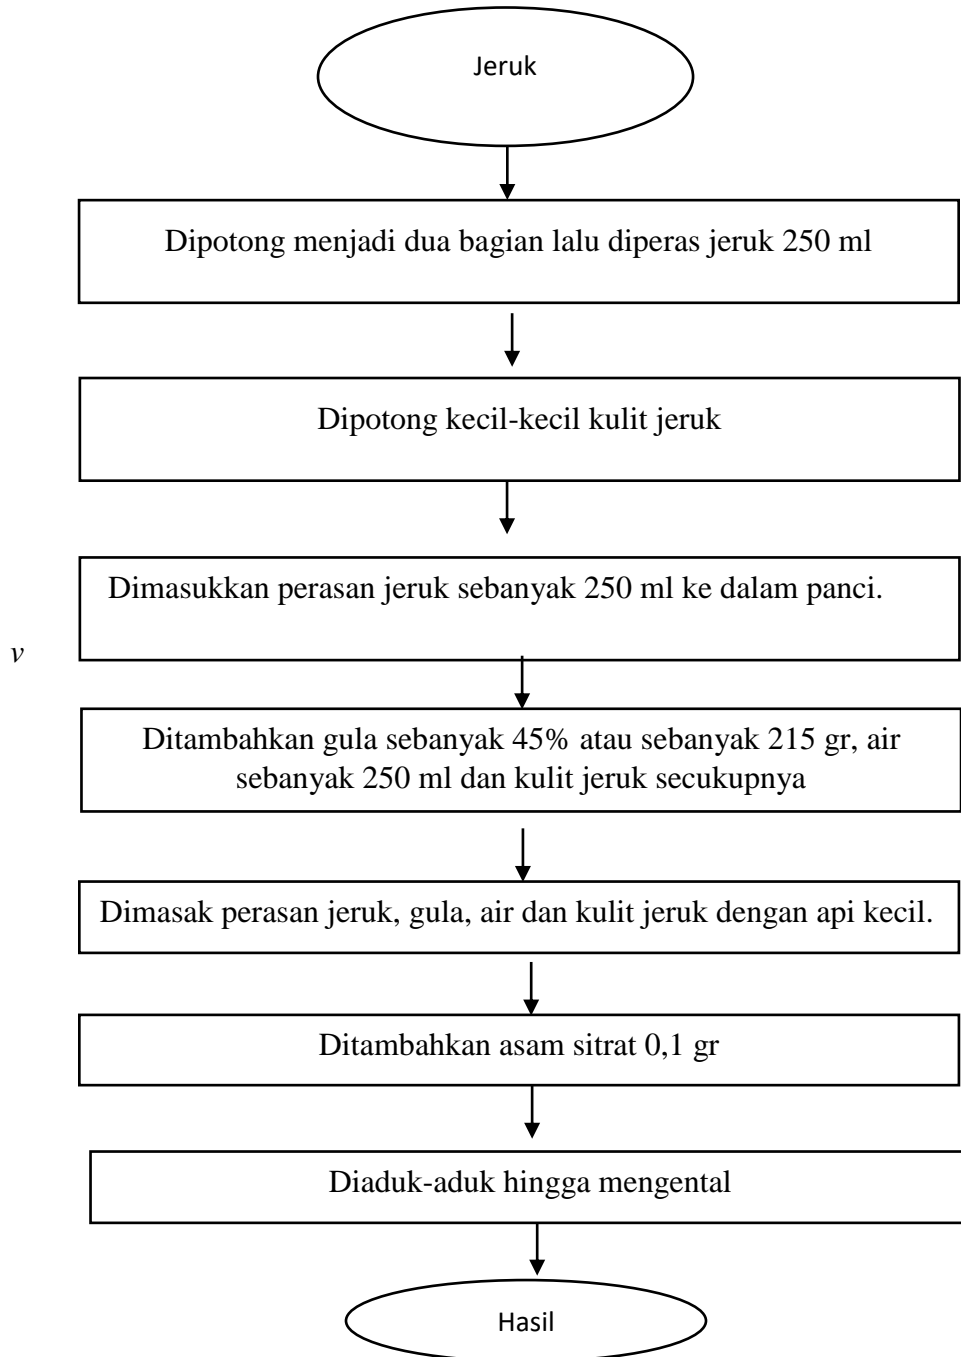 Jeruk
Dipotong menjadi dua bagian lalu diperas jeruk 250 ml
Dipotong kecil-kecil kulit jeruk
Dimasukkan perasan jeruk sebanyak 250 ml ke dalam panci.
v
Ditambahkan gula sebanyak 45% atau sebanyak 215 gr, air
sebanyak 250 ml dan kulit jeruk secukupnya
Dimasak perasan jeruk, gula, air dan kulit jeruk dengan api kecil.
Ditambahkan asam sitrat 0,1 gr
Diaduk-aduk hingga mengental
Hasil